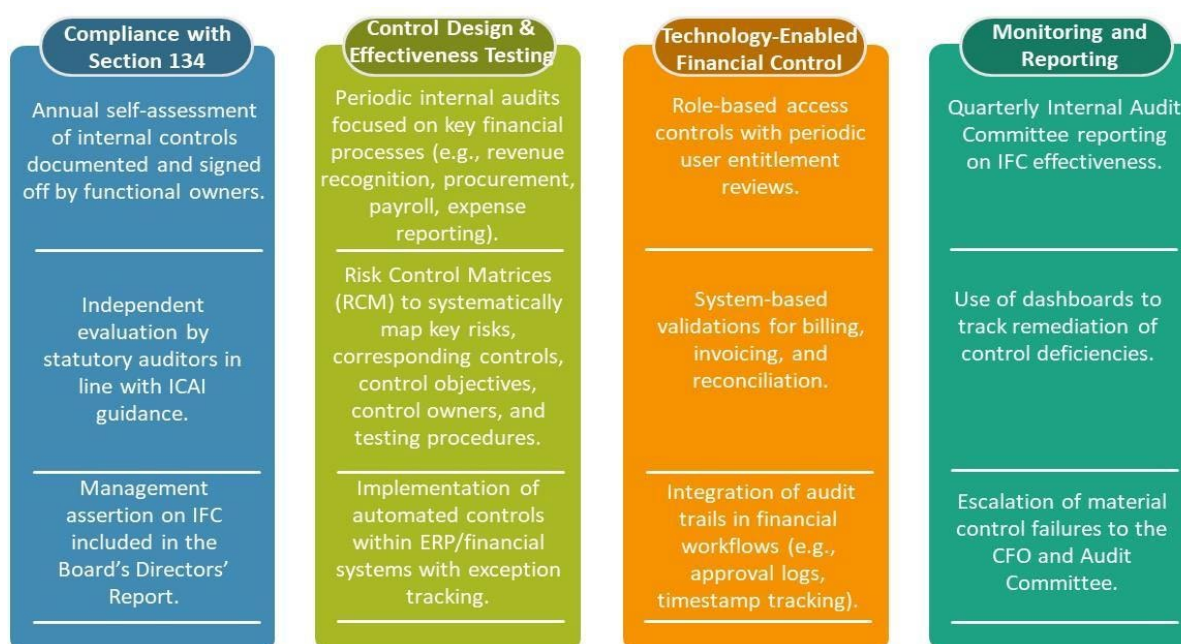 Compliance with
Section 134
Annual self-assessment
of internal controls
documented and signed
off by functional owners.
Independent
evaluation by
statutory auditors in
line with ICAI
guidance.
Management
assertion on IFC
included in the
Board’s Directors’
Report.
Control Design &
Effectiveness Testing
Periodic internal audits
focused on key financial
processes (e.g., revenue
recognition, procurement,
payroll, expense
reporting).
Risk Control Matrices
(RCM) to systematically
map key risks,
corresponding controls,
control objectives,
control owners, and
testing procedures.
Implementation of
automated controls
within ERP/financial
systems with exception
tracking.
Technology-Enabled
Financial Control
Role-based access
controls with periodic
user entitlement
reviews.
System-based
validations for billing,
invoicing, and
reconciliation.
Integration of audit
trails in financial
workflows (e.g.,
approval logs,
timestamp tracking).
Monitoring and
Reporting
Quarterly Internal Audit
Committee reporting
on IFC effectiveness.
Use of dashboards to
track remediation of
control deficiencies.
Escalation of material
control failures to the
CFO and Audit
Committee.